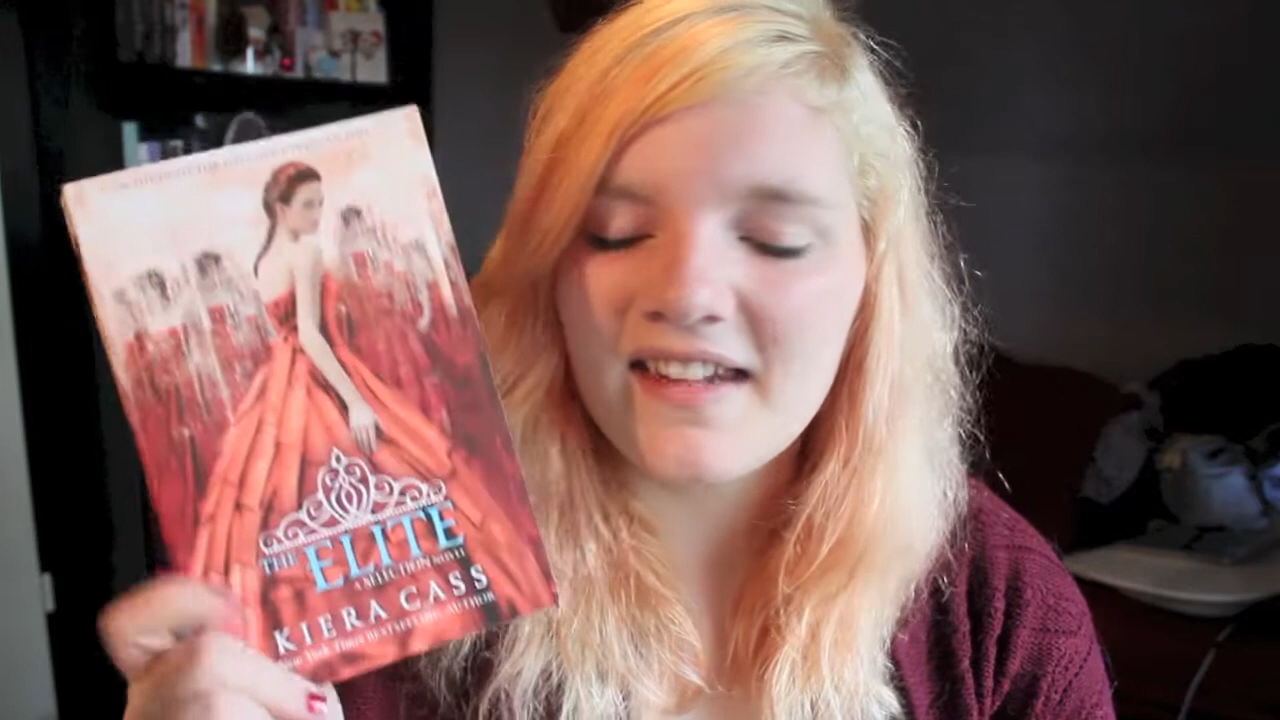 THE ELITE
A SELECTION NOVEL
KIERA CASS
New York Times BESTSELLING AUTHOR